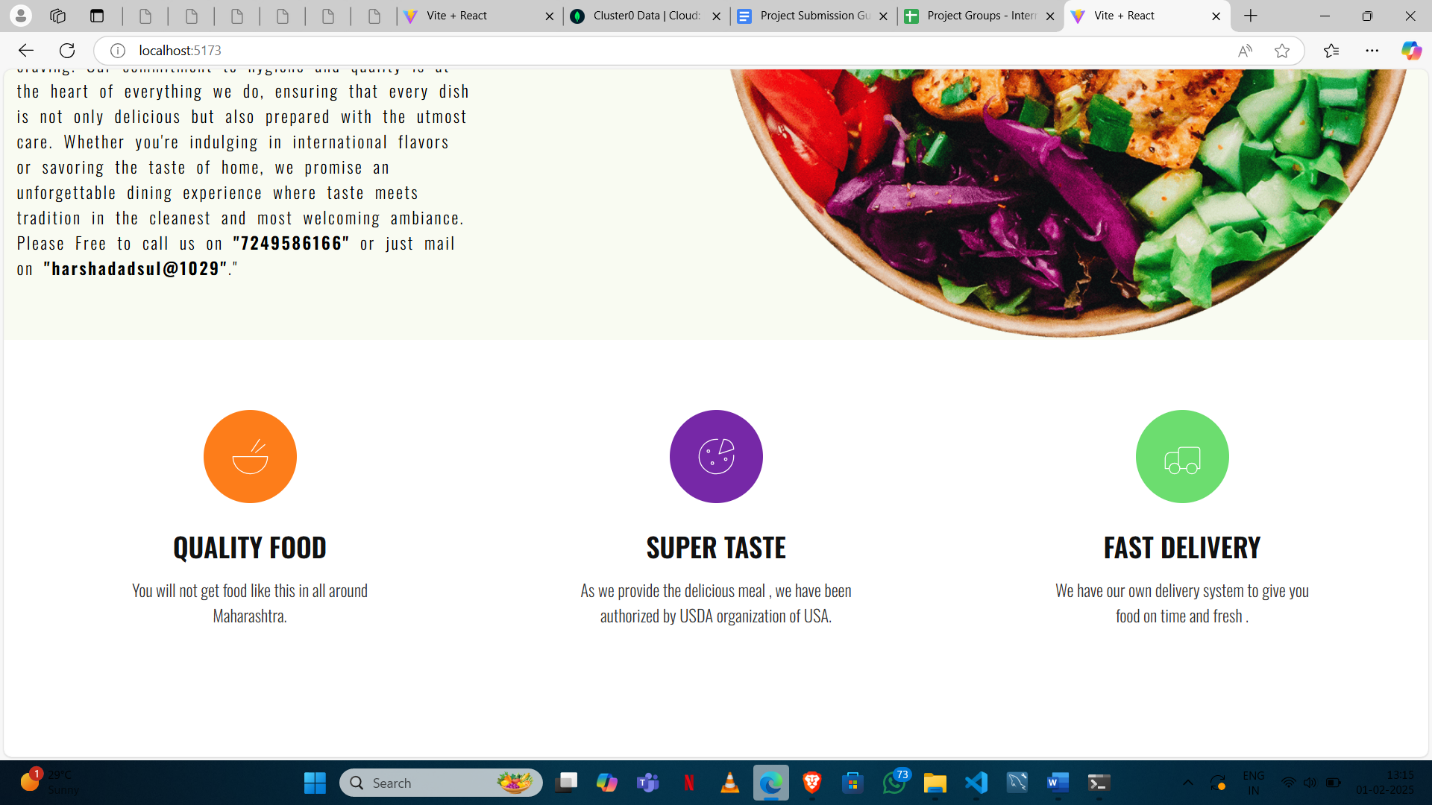 Vite + React
Cluster0 Data | Cloud:
Project Submission Gu
Project Groups - Intern
Vite + React
localhost:5173
the heart of everything we do, ensuring that every dish
is not only delicious but also prepared with the utmost
care. Whether you're indulging in international flavors
or savoring the taste of home, we promise an
unforgettable dining experience where taste meets
tradition in the cleanest and most welcoming ambiance.
Please Free to call us on "7249586166" or just mail
on "harshadadsul@1029"."
QUALITY FOOD
You will not get food like this in all around
Maharashtra.
SUPER TASTE
As we provide the delicious meal , we have been
authorized by USDA organization of USA.
FAST DELIVERY
We have our own delivery system to give you
food on time and fresh .
1
29°C
Sunny
Search
73
ENG
IN
13:15
01-02-2025